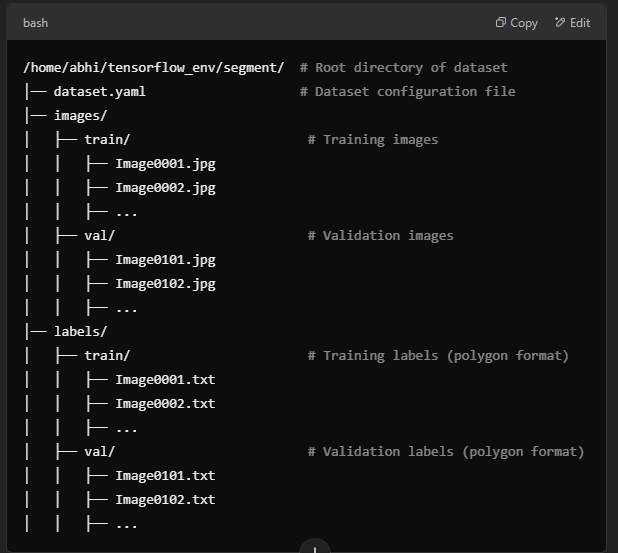 bash Copy Edit
/home/abhi/tensorflow_env/segment/ # Root directory of dataset
│── dataset.yaml # Dataset configuration file
│── images/
│ ├── train/ # Training images
│ │ ├── Image0001.jpg
│ │ ├── Image0002.jpg
│ │ ├── ...
│ ├── val/ # Validation images
│ │ ├── Image0101.jpg
│ │ ├── Image0102.jpg
│ │ ├── ...
│── labels/
│ ├── train/ # Training labels (polygon format)
│ │ ├── Image0001.txt
│ │ ├── Image0002.txt
│ │ ├── ...
│ ├── val/ # Validation labels (polygon format)
│ │ ├── Image0101.txt
│ │ ├── Image0102.txt
│ │ ├── ...